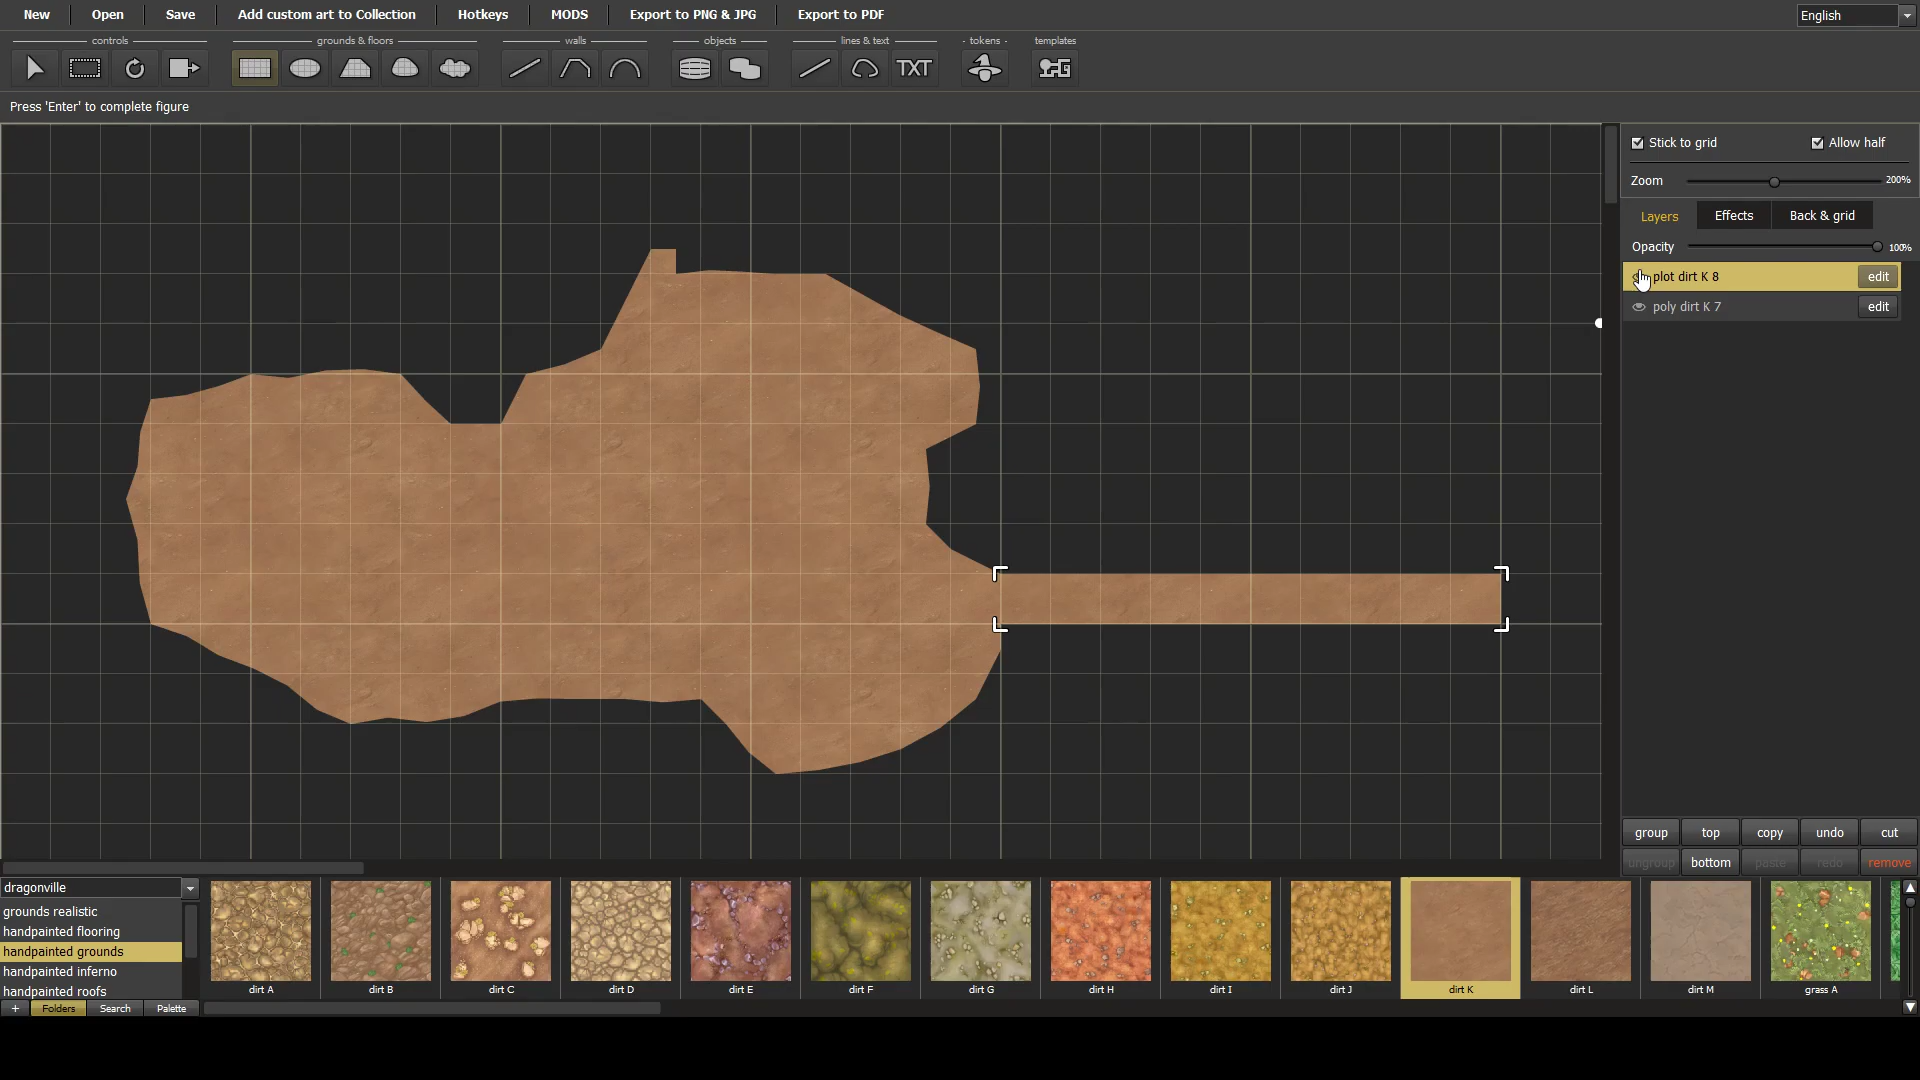 New Open Save Add custom art to Collection Hotkeys MODS Export to PNG & JPG Export to PDF English
controls grounds & floors walls objects lines & text tokens templates
TXT
Press 'Enter' to complete figure
Stick to grid Allow half
Zoom 200%
Layers Effects Back & grid
Opacity 100%
plot dirt K 8 edit
poly dirt K 7 edit
group top copy undo cut
ungroup bottom paste redo remove
dragonville
grounds realistic
handpainted flooring
handpainted grounds
handpainted inferno
handpainted roofs
dirt A dirt B dirt C dirt D dirt E dirt F dirt G dirt H dirt I dirt J dirt K dirt L dirt M grass A
+ Folders Search Palette